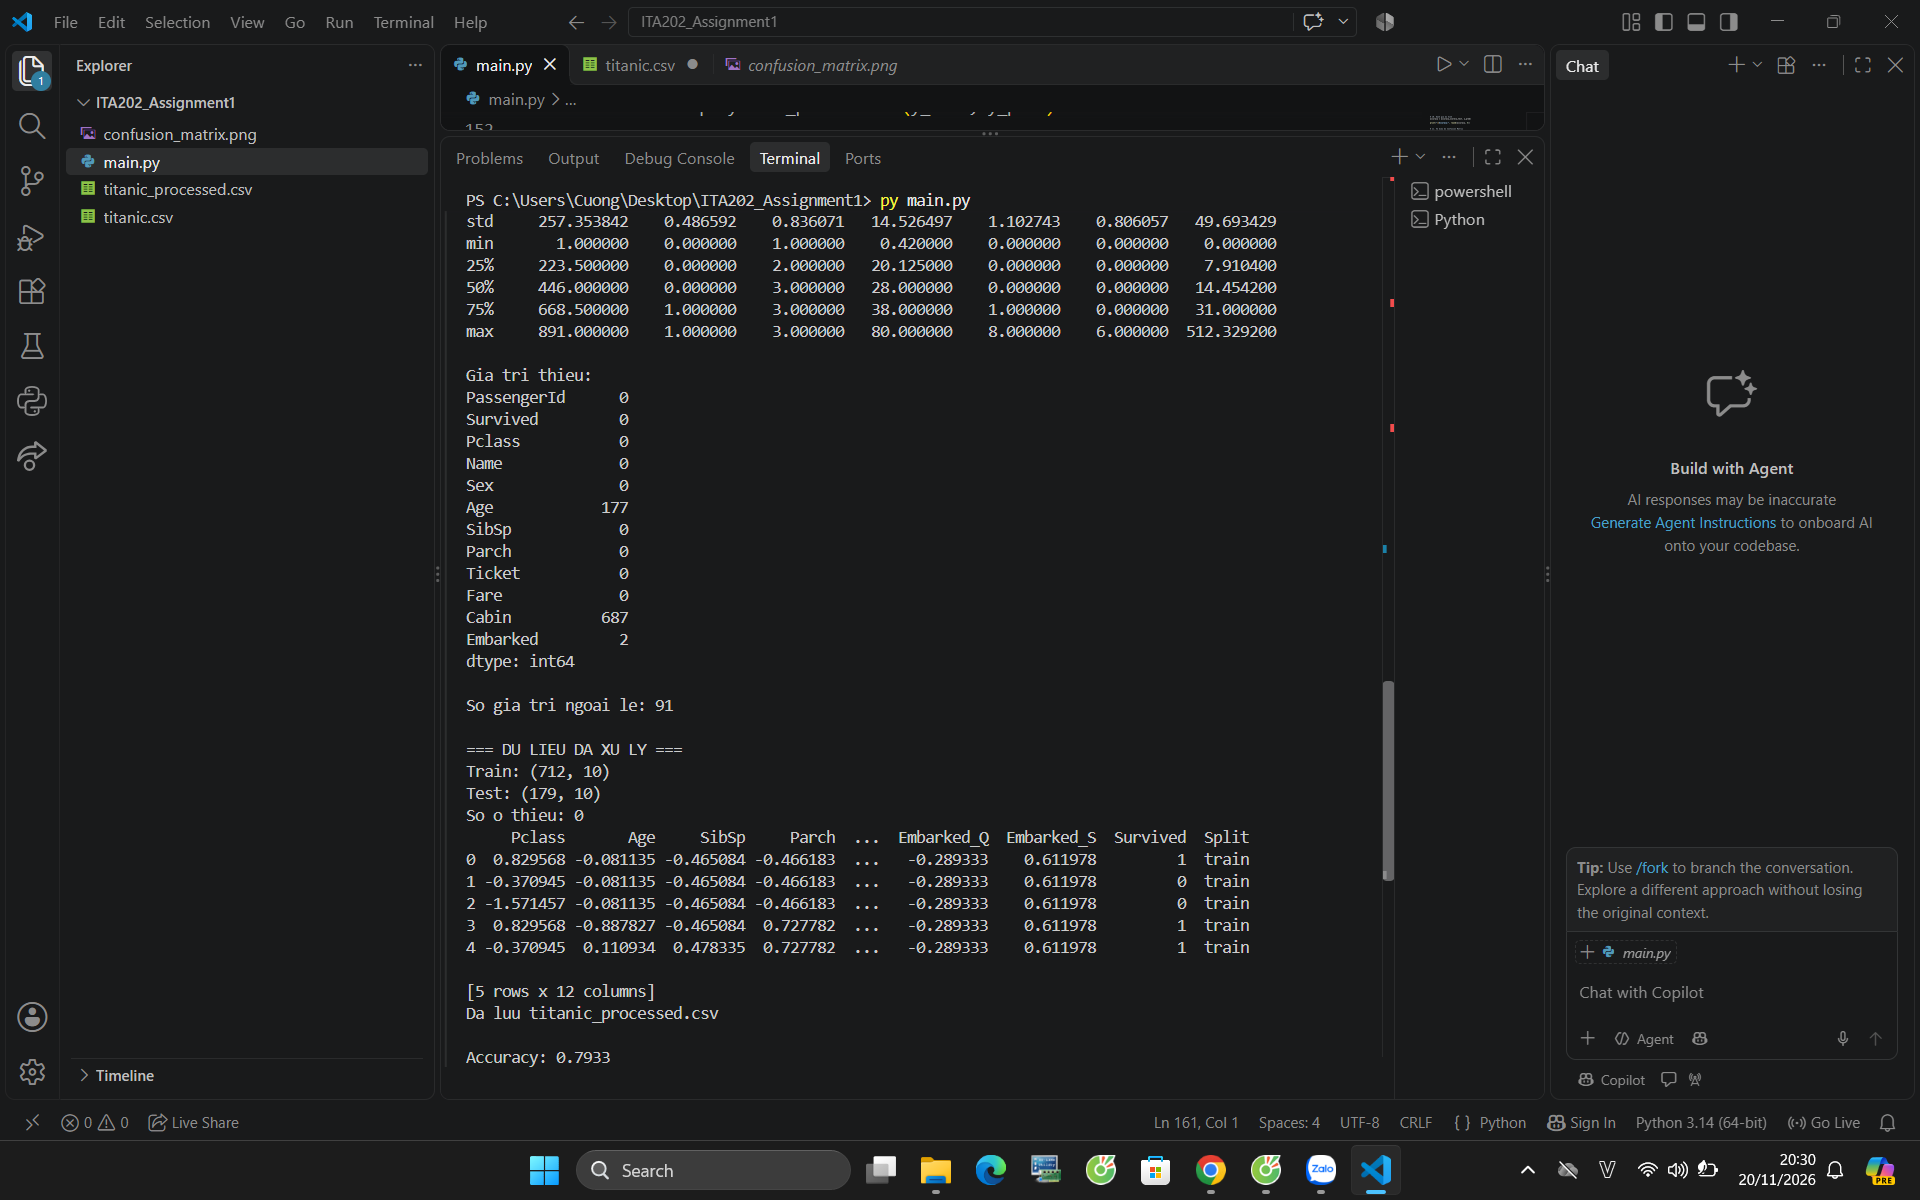 File Edit Selection View Go Run Terminal Help
ITA202_Assignment1
Explorer
ITA202_Assignment1
confusion_matrix.png
main.py
titanic_processed.csv
titanic.csv
Timeline
1
main.py
titanic.csv
confusion_matrix.png
main.py > ...
Problems Output Debug Console Terminal Ports
powershell
Python
PS C:\Users\Cuong\Desktop\ITA202_Assignment1> py main.py
std 257.353842 0.486592 0.836071 14.526497 1.102743 0.806057 49.693429
min 1.000000 0.000000 1.000000 0.420000 0.000000 0.000000 0.000000
25% 223.500000 0.000000 2.000000 20.125000 0.000000 0.000000 7.910400
50% 446.000000 0.000000 3.000000 28.000000 0.000000 0.000000 14.454200
75% 668.500000 1.000000 3.000000 38.000000 1.000000 0.000000 31.000000
max 891.000000 1.000000 3.000000 80.000000 8.000000 6.000000 512.329200
Gia tri thieu:
PassengerId 0
Survived 0
Pclass 0
Name 0
Sex 0
Age 177
SibSp 0
Parch 0
Ticket 0
Fare 0
Cabin 687
Embarked 2
dtype: int64
So gia tri ngoai le: 91
=== DU LIEU DA XU LY ===
Train: (712, 10)
Test: (179, 10)
So o thieu: 0
Pclass Age SibSp Parch ... Embarked_Q Embarked_S Survived Split
0 0.829568 -0.081135 -0.465084 -0.466183 ... -0.289333 0.611978 1 train
1 -0.370945 -0.081135 -0.465084 -0.466183 ... -0.289333 0.611978 0 train
2 -1.571457 -0.081135 -0.465084 -0.466183 ... -0.289333 0.611978 0 train
3 0.829568 -0.887827 -0.465084 0.727782 ... -0.289333 0.611978 1 train
4 -0.370945 0.110934 0.478335 0.727782 ... -0.289333 0.611978 1 train
[5 rows x 12 columns]
Da luu titanic_processed.csv
Accuracy: 0.7933
Chat
Build with Agent
AI responses may be inaccurate
Generate Agent Instructions to onboard AI
onto your codebase.
Tip: Use /fork to branch the conversation.
Explore a different approach without losing
the original context.
main.py
Chat with Copilot
Agent
Copilot
0 0 Live Share
Ln 161, Col 1 Spaces: 4 UTF-8 CRLF { } Python Sign In Python 3.14 (64-bit) Go Live
Search
Zalo
V
20:30
20/11/2026
PRE